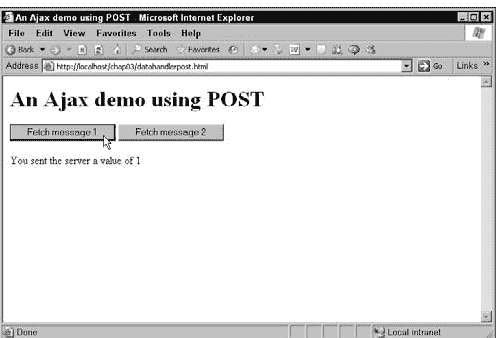 An Ajax demo using POST - Microsoft Internet Explorer
File Edit View Favorites Tools Help
Back Search Favorites
Address http://localhost/chap03/datahandlerpost.html Go Links »
An Ajax demo using POST
Fetch message 1 Fetch message 2
You sent the server a value of 1
Done Local intranet